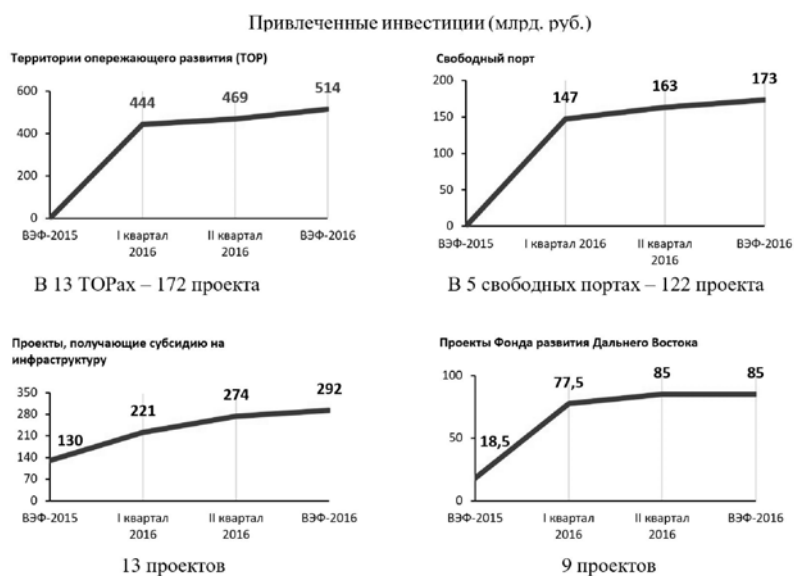 Привлеченные инвестиции (млрд. руб.)
Территории опережающего развития (ТОР)
600
400
200
0
444
469
514
ВЭФ-2015
I квартал
2016
II квартал
2016
ВЭФ-2016
В 13 ТОРах – 172 проекта
Свободный порт
200
150
100
50
0
147
163
173
ВЭФ-2015
I квартал 2016
II квартал
2016
ВЭФ-2016
В 5 свободных портах – 122 проекта
Проекты, получающие субсидию на
инфраструктуру
350
280
210
140
70
0
130
221
274
292
ВЭФ-2015
I квартал
2016
II квартал
2016
ВЭФ-2016
13 проектов
Проекты Фонда развития Дальнего Востока
100
50
0
18,5
77,5
85
85
ВЭФ-2015
I квартал
2016
II квартал
2016
ВЭФ-2016
9 проектов